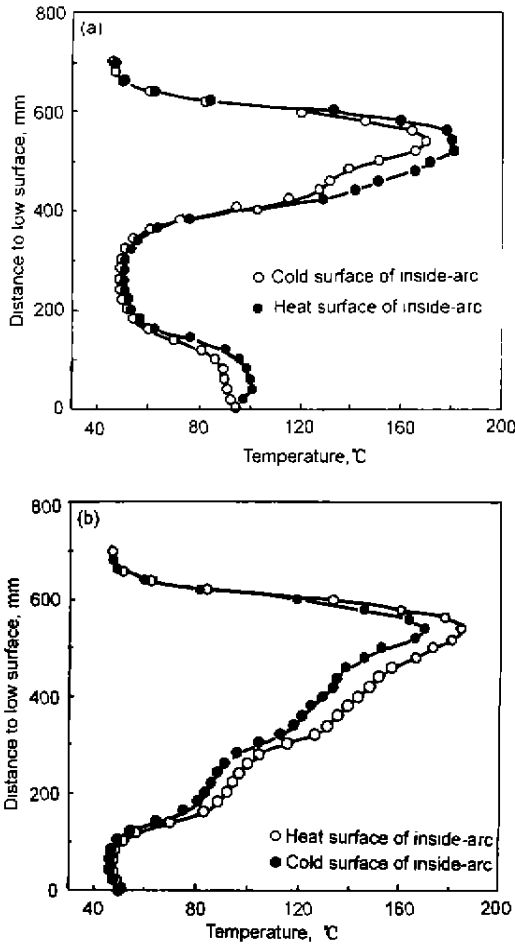 (a)
800
600
400
200
0
Distance to low surface, mm
○ Cold surface of inside-arc
● Heat surface of inside-arc
40 80 120 160 200
Temperature,℃
(b)
800
600
400
200
0
Distance to low surface, mm
○ Heat surface of inside-arc
● Cold surface of inside-arc
40 80 120 160 200
Temperature, ℃